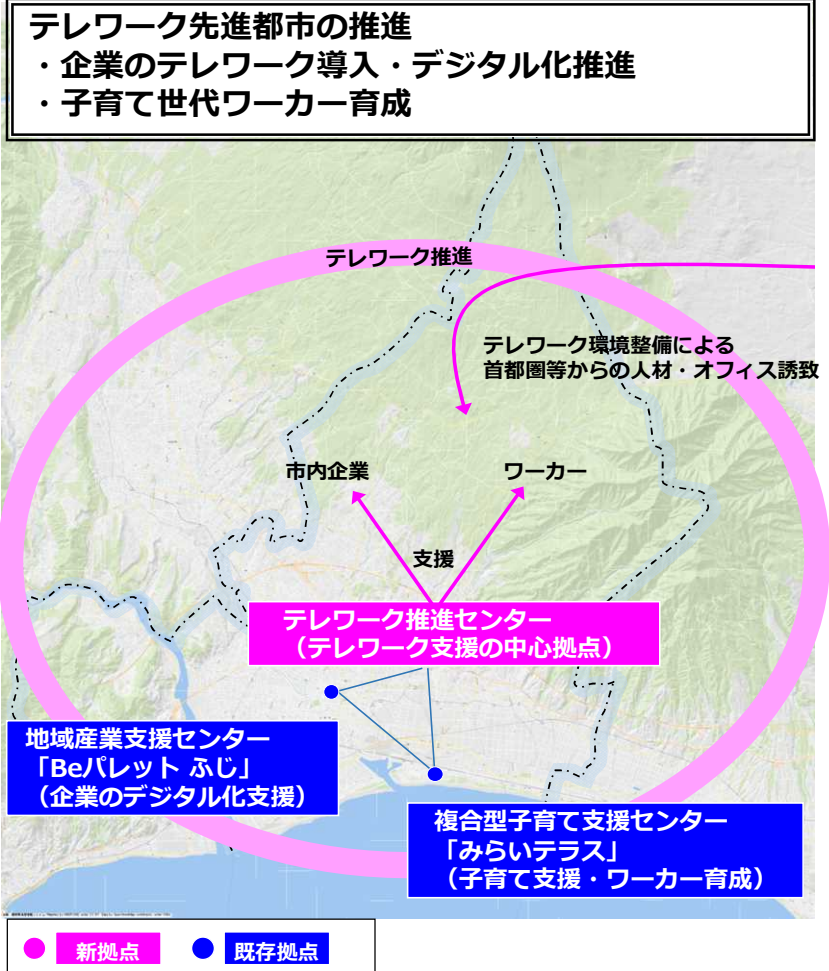 テレワーク先進都市の推進
・企業のテレワーク導入・デジタル化推進
・子育て世代ワーカー育成
テレワーク推進
テレワーク環境整備による
首都圏等からの人材・オフィス誘致
市内企業
ワーカー
支援
テレワーク推進センター
（テレワーク支援の中心拠点）
地域産業支援センター
「Beパレット ふじ」
（企業のデジタル化支援）
複合型子育て支援センター
「みらいテラス」
（子育て支援・ワーカー育成）
新拠点
既存拠点